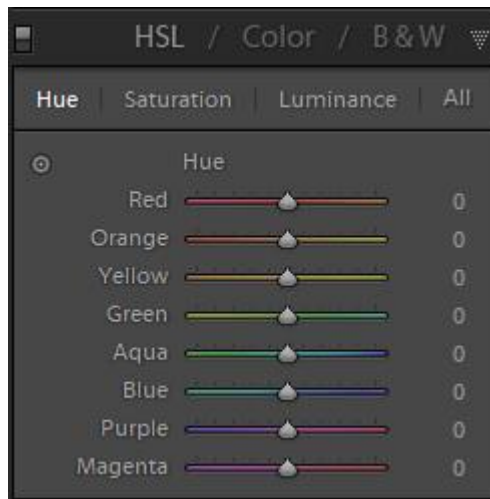 HSL / Color / B & W
Hue | Saturation | Luminance | All
Hue
Red 0
Orange 0
Yellow 0
Green 0
Aqua 0
Blue 0
Purple 0
Magenta 0